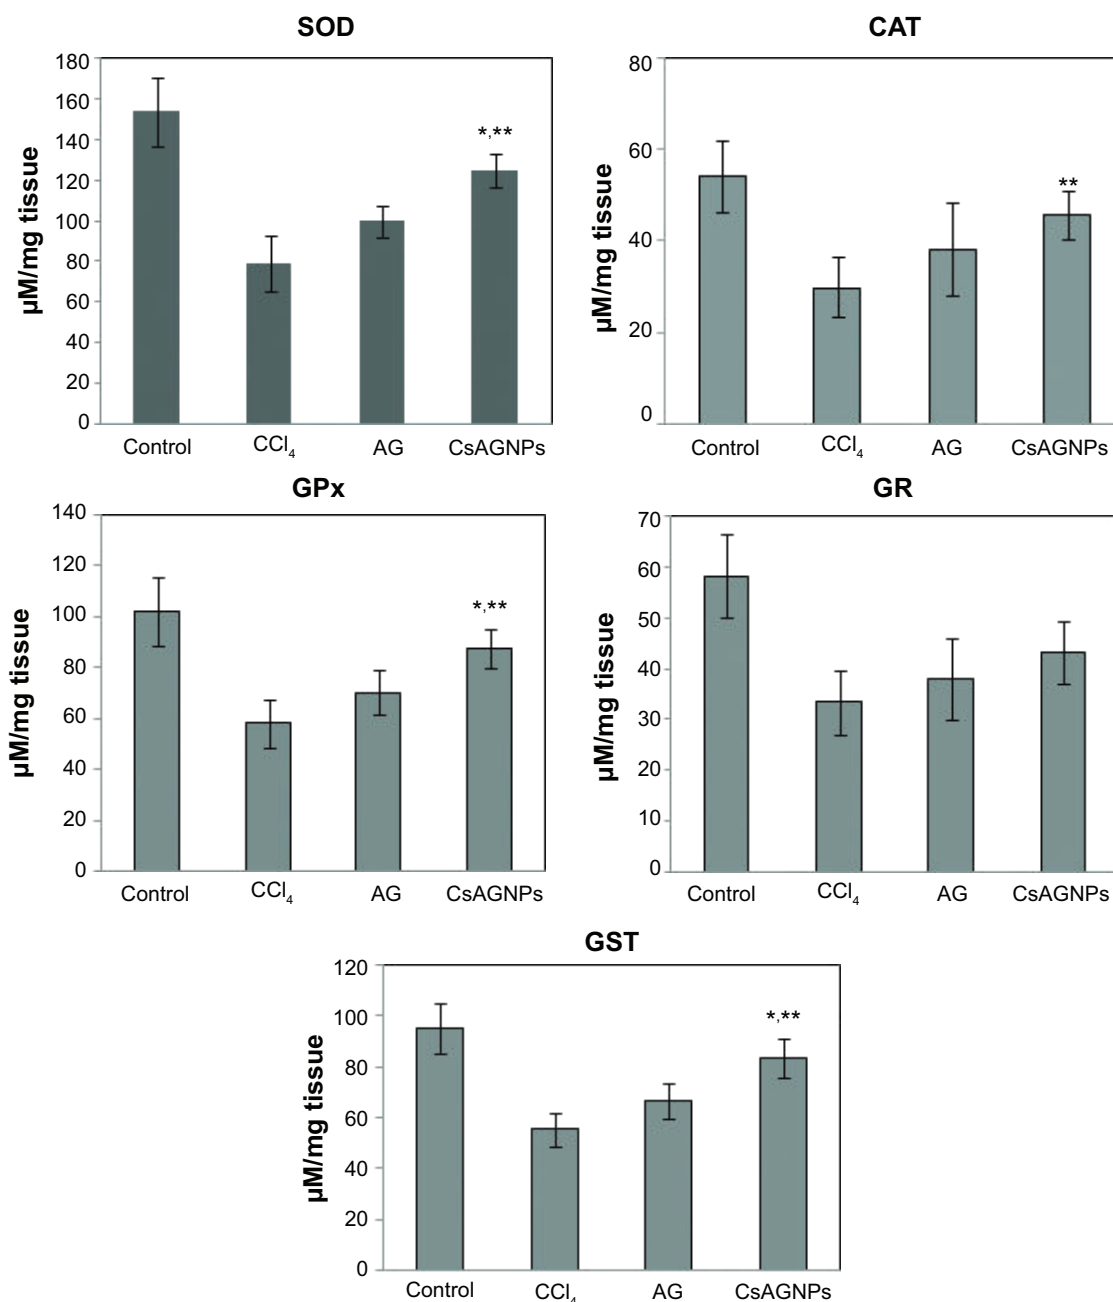 SOD
180
160
140
120
100
80
60
40
20
0
µM/mg tissue
*,**
Control CCl₄ AG CsAGNPs
CAT
80
60
40
20
0
µM/mg tissue
**
Control CCl₄ AG CsAGNPs
GPx
140
120
100
80
60
40
20
0
µM/mg tissue
*,**
Control CCl₄ AG CsAGNPs
GR
70
60
50
40
30
20
10
0
µM/mg tissue
Control CCl₄ AG CsAGNPs
GST
120
100
80
60
40
20
0
µM/mg tissue
*,**
Control CCl₄ AG CsAGNPs